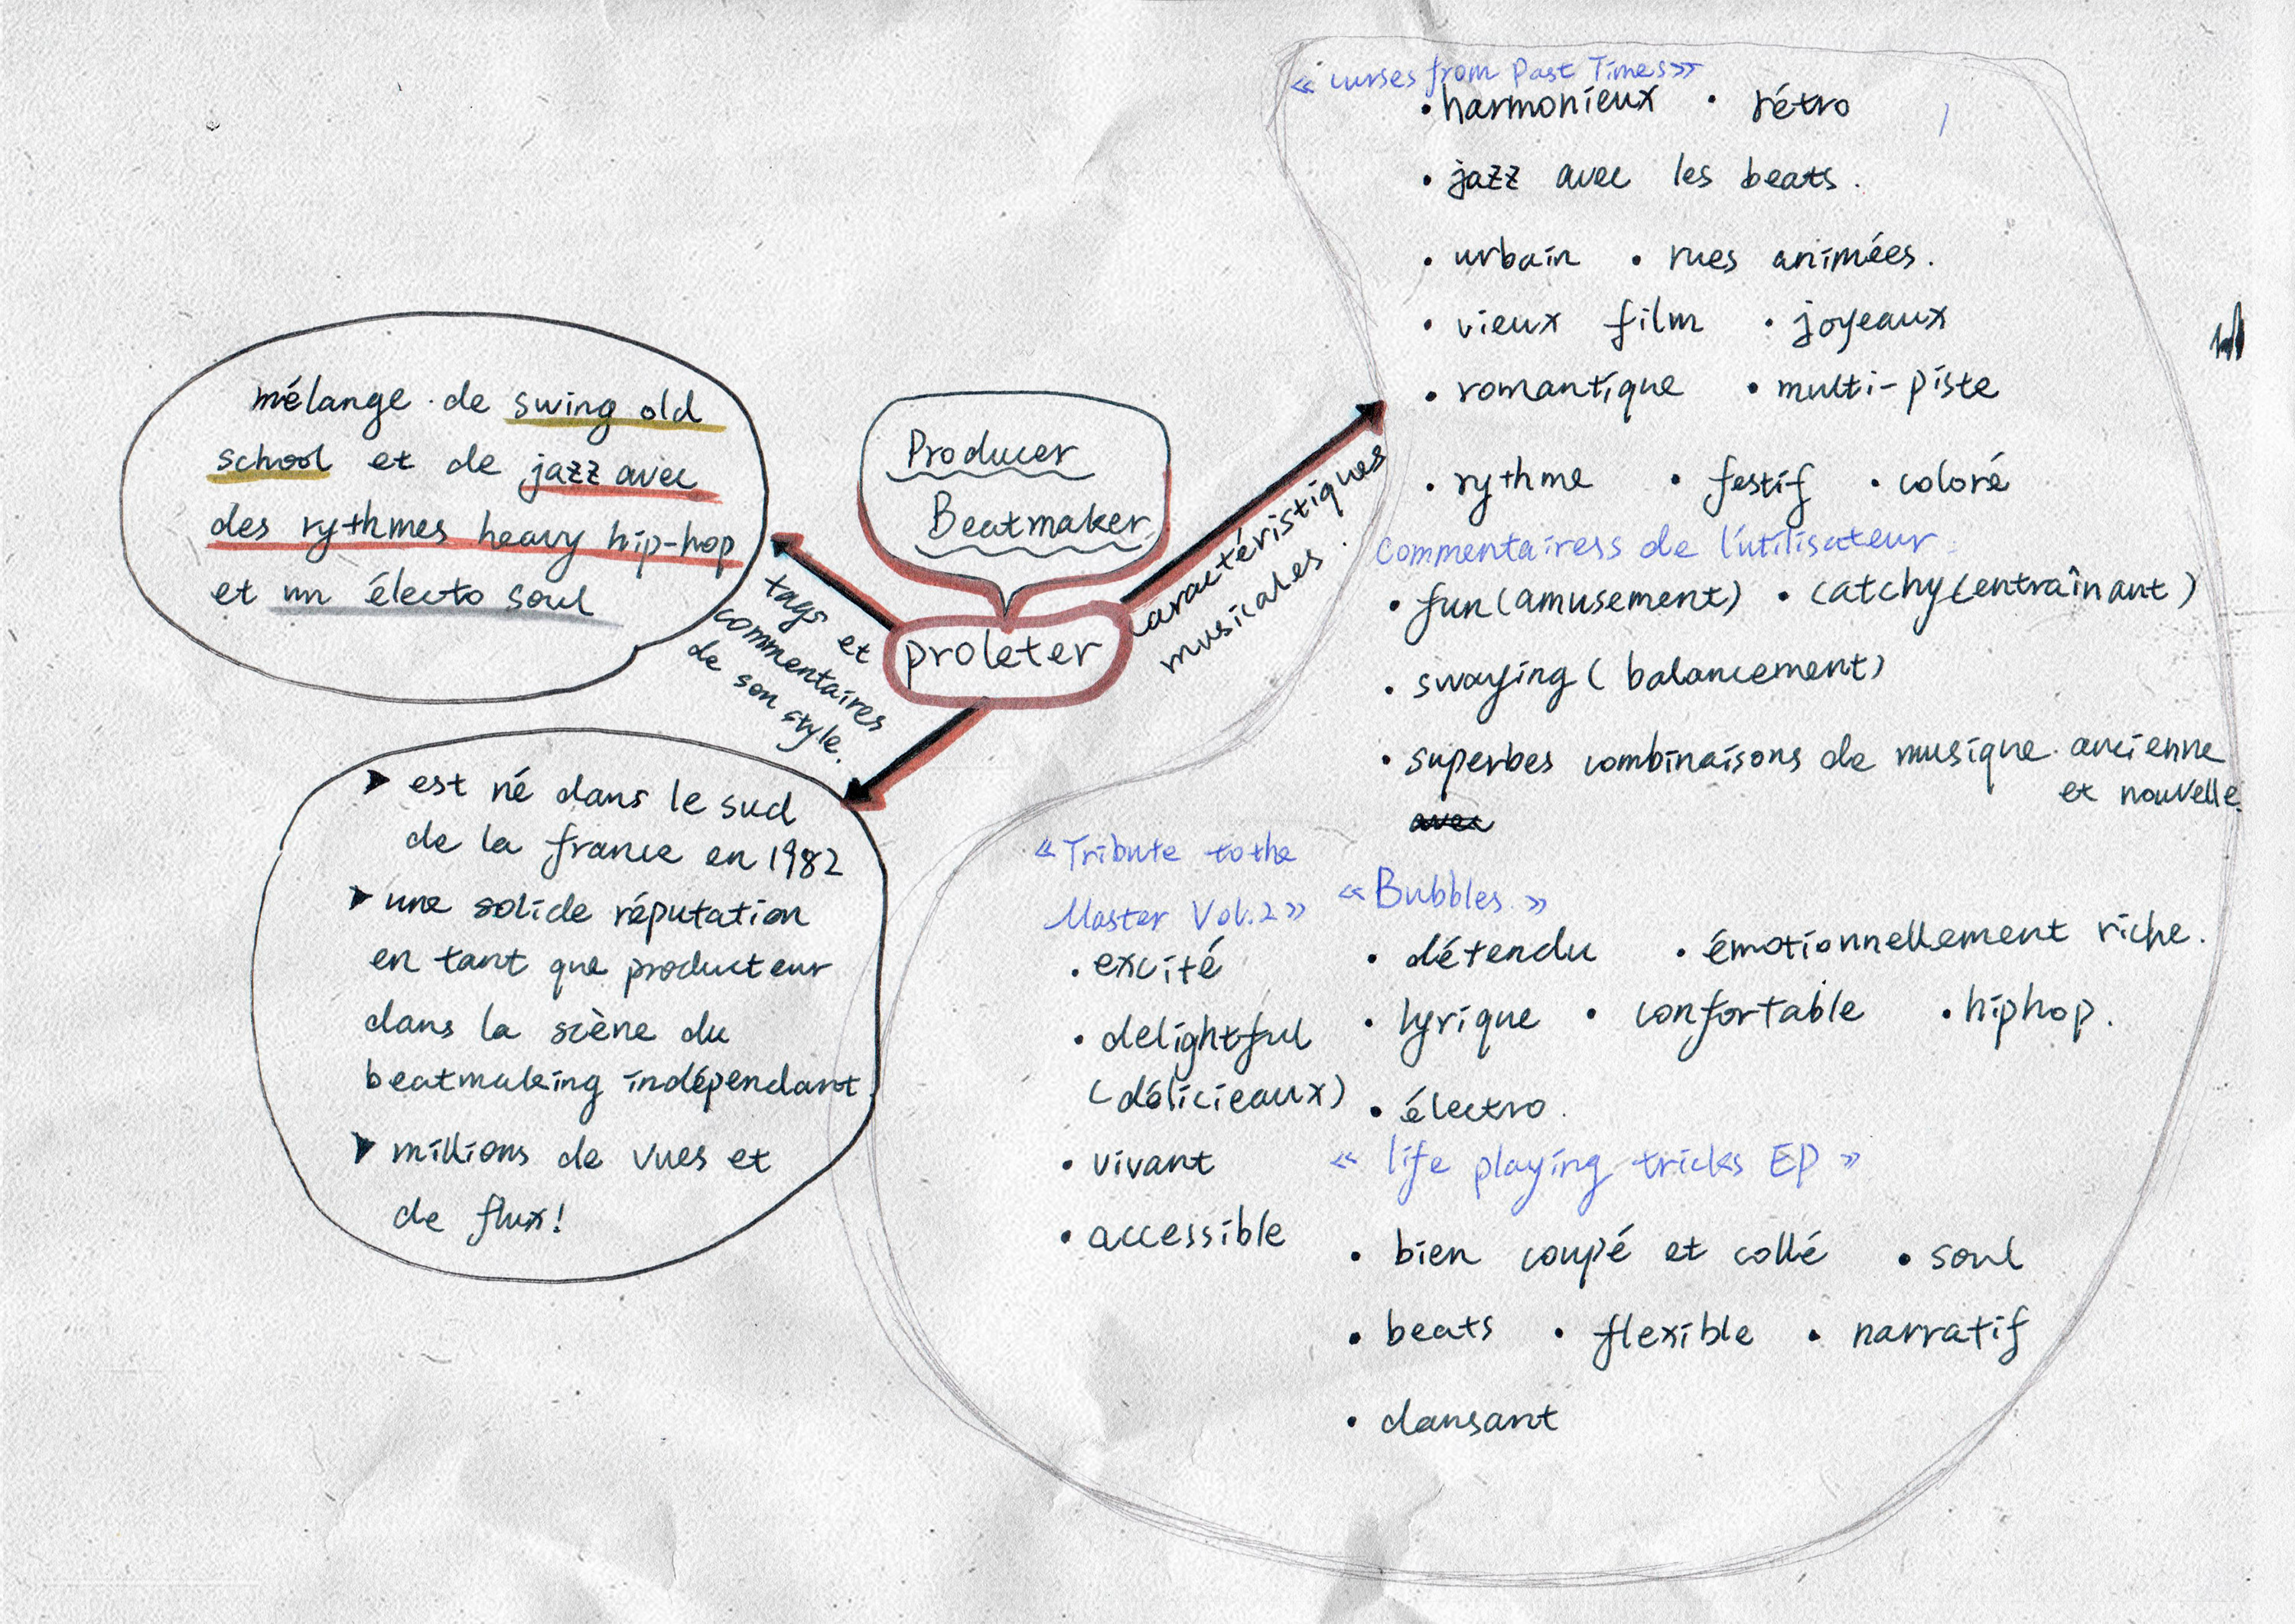 mélange de swing old
school et de jazz avec
des rythmes heavy hip-hop
et un électo soul
Producer
Beatmaker
proleter
tags et
commentaires
de son style.
caractéristiques
musicales.
➤ est né dans le sud
de la france en 1982
➤ une solide réputation
en tant que producteur
dans la scène du
beatmaking indépendant
➤ millions de vues et
de flux!
« curses from Past Times »
• harmonieux • rétro
• jazz avec les beats.
• urbain • rues animées.
• vieux film • joyeaux
• romantique • multi-piste
• rythme • festif • coloré
commentairess de l'utilisateur:
• fun (amusement) • catchy (entraînant)
• swaying ( balancement)
• superbes combinaisons de musique ancienne
et nouvelle.
avec
« Tribute to the
Master Vol.2 »
• excité
• delightful
(délicieaux)
• vivant
• accessible
« Bubbles. »
• détendu • émotionnellement riche.
• lyrique • confortable • hiphop.
• électro.
« life playing tricks EP »
• bien coupé et collé • soul
• beats • flexible • narratif
• dansant